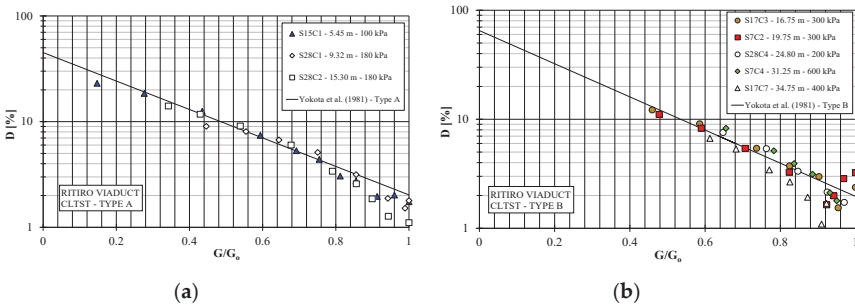 100
10
1
D [%]
S15C1 - 5.45 m - 100 kPa
S28C1 - 9.32 m - 180 kPa
S28C2 - 15.30 m - 180 kPa
Yokota et al. (1981) - Type A
RITIRO VIADUCT
CLTST - TYPE A
0 0.2 0.4 0.6 0.8 1
G/Go
(a)
100
10
1
D [%]
S17C3 - 16.75 m - 300 kPa
S7C2 - 19.75 m - 300 kPa
S28C4 - 24.80 m - 200 kPa
S7C4 - 31.25 m - 600 kPa
S17C7 - 34.75 m - 400 kPa
Yokota et al. (1981) - Type B
RITIRO VIADUCT
CLTST - TYPE B
0 0.2 0.4 0.6 0.8 1
G/Go
(b)